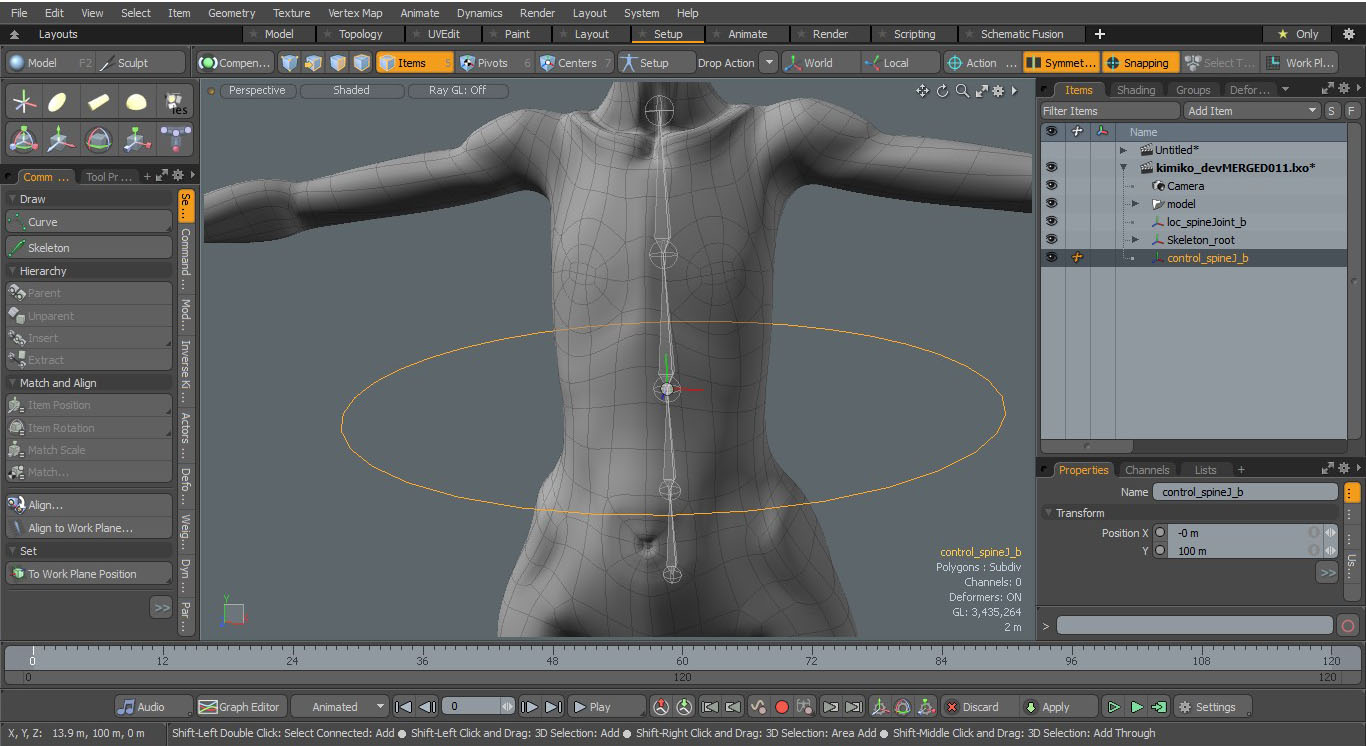 File Edit View Select Item Geometry Texture Vertex Map Animate Dynamics Render Layout System Help
Layouts Model Topology UVEdit Paint Layout Setup Animate Render Scripting Schematic Fusion + Only
Model F2 Sculpt Compen... Items 5 Pivots 6 Centers 7 Setup Drop Action World Local Action ... Symmet... Snapping Select T... Work Pl...
Perspective Shaded Ray GL: Off
ies
Comm ... Tool Pr ... +
Draw
Curve
Skeleton
Hierarchy
Parent
Unparent
Insert
Extract
Match and Align
Item Position
Item Rotation
Match Scale
Match...
Align...
Align to Work Plane...
Set
To Work Plane Position
>>
Se...
Command ...
Mod...
Inverse Ki ...
Actors ...
Defo ...
Weig...
Dyn ...
Par ...
control_spineJ_b
Polygons : Subdiv
Channels: 0
Deformers: ON
GL: 3,435,264
2 m
Y
Items Shading Groups Defor...
Filter Items Add Item S F
Name
Untitled*
kimiko_devMERGED011.lxo*
Camera
model
loc_spineJoint_b
Skeleton_root
control_spineJ_b
Properties Channels Lists +
Name control_spineJ_b
Transform
Position X -0 m
Y 100 m
>>
Us...
>
0 12 24 36 48 60 72 84 96 108 120
0 120 120
Audio Graph Editor Animated 0 Play Discard Apply Settings
X, Y, Z: 13.9 m, 100 m, 0 m Shift-Left Double Click: Select Connected: Add ● Shift-Left Click and Drag: 3D Selection: Add ● Shift-Right Click and Drag: 3D Selection: Area Add ● Shift-Middle Click and Drag: 3D Selection: Add Through